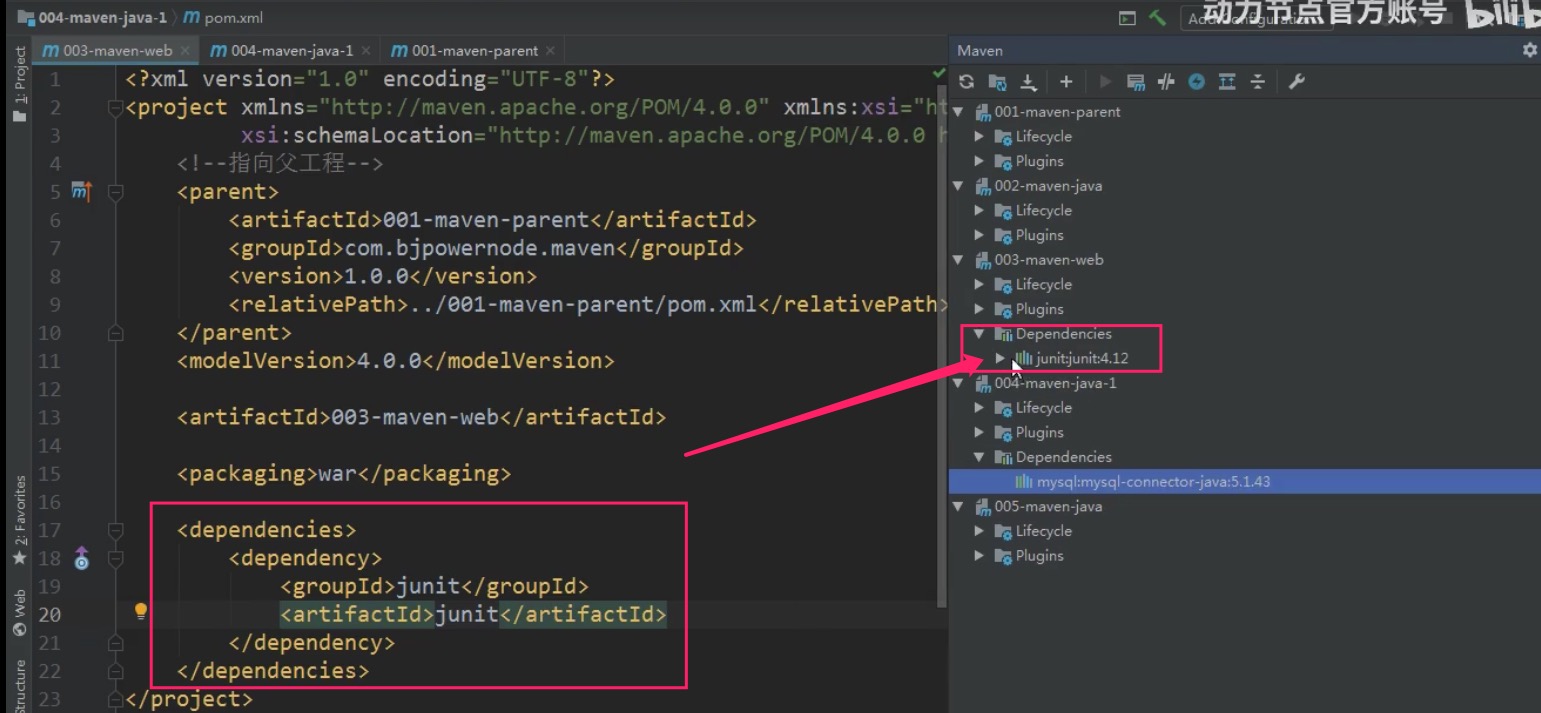 004-maven-java-1 pom.xml
动力节点官方账号 bilib
003-maven-web 004-maven-java-1 001-maven-parent
1 <?xml version="1.0" encoding="UTF-8"?>
2 <project xmlns="http://maven.apache.org/POM/4.0.0" xmlns:xsi="ht
3 xsi:schemaLocation="http://maven.apache.org/POM/4.0.0 h
4 <!--指向父工程-->
5 <parent>
6 <artifactId>001-maven-parent</artifactId>
7 <groupId>com.bjpowernode.maven</groupId>
8 <version>1.0.0</version>
9 <relativePath>../001-maven-parent/pom.xml</relativePath>
10 </parent>
11 <modelVersion>4.0.0</modelVersion>
12
13 <artifactId>003-maven-web</artifactId>
14
15 <packaging>war</packaging>
16
17 <dependencies>
18 <dependency>
19 <groupId>junit</groupId>
20 <artifactId>junit</artifactId>
21 </dependency>
22 </dependencies>
23 </project>
1: Project
2: Favorites
Web
Structure
Maven
001-maven-parent
Lifecycle
Plugins
002-maven-java
Lifecycle
Plugins
003-maven-web
Lifecycle
Plugins
Dependencies
junit:junit:4.12
004-maven-java-1
Lifecycle
Plugins
Dependencies
mysql:mysql-connector-java:5.1.43
005-maven-java
Lifecycle
Plugins